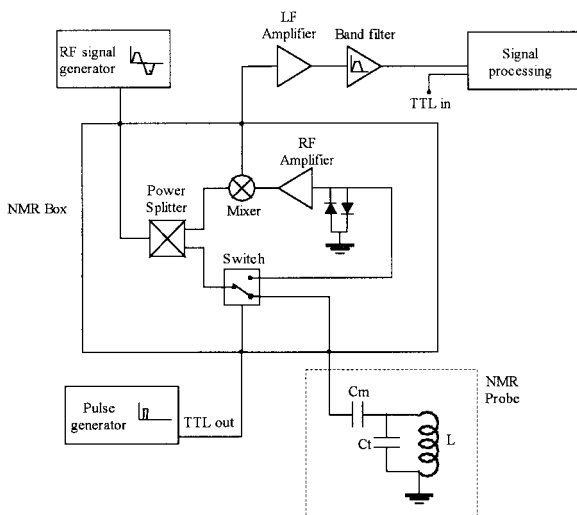 LF
Amplifier
Band filter
RF signal
generator
Signal
processing
TTL in
RF
Amplifier
Power
Splitter
Mixer
NMR Box
Switch
NMR
Probe
Cm
Pulse
generator
TTL out
Ct
L